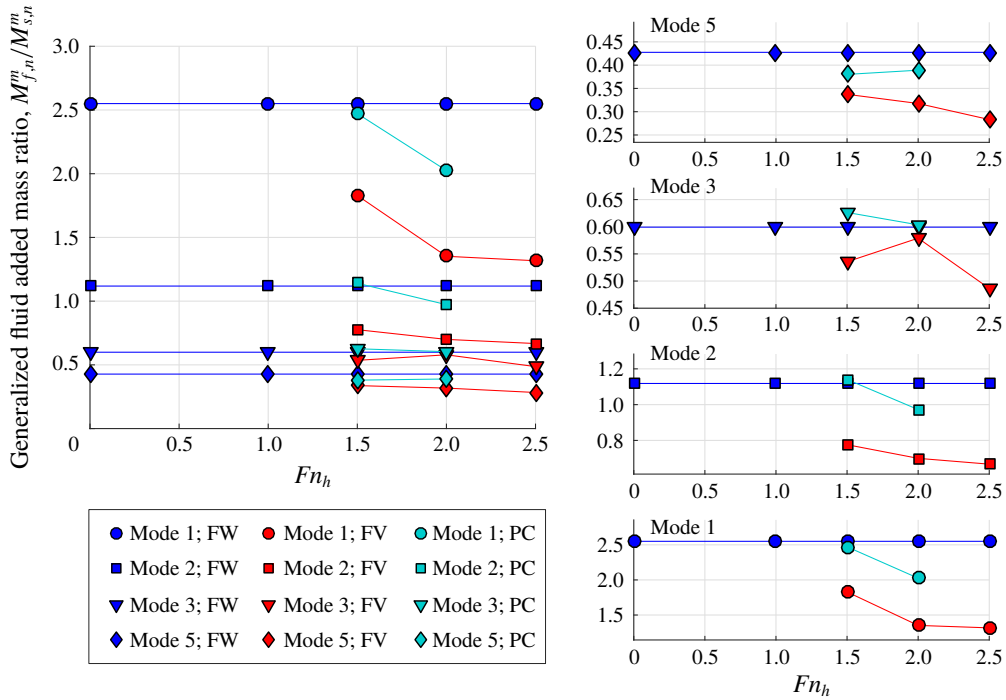 Generalized fluid added mass ratio, M^m_{f,n}/M^m_{s,n}
3.0
2.5
2.0
1.5
1.0
0.5
0 0.5 1.0 1.5 2.0 2.5
Fn_h
Mode 1; FW Mode 1; FV Mode 1; PC
Mode 2; FW Mode 2; FV Mode 2; PC
Mode 3; FW Mode 3; FV Mode 3; PC
Mode 5; FW Mode 5; FV Mode 5; PC
Mode 5
0.45
0.40
0.35
0.30
0.25
0 0.5 1.0 1.5 2.0 2.5
Mode 3
0.65
0.60
0.55
0.50
0.45
0 0.5 1.0 1.5 2.0 2.5
Mode 2
1.2
1.0
0.8
0 0.5 1.0 1.5 2.0 2.5
Mode 1
2.5
2.0
1.5
0 0.5 1.0 1.5 2.0 2.5
Fn_h